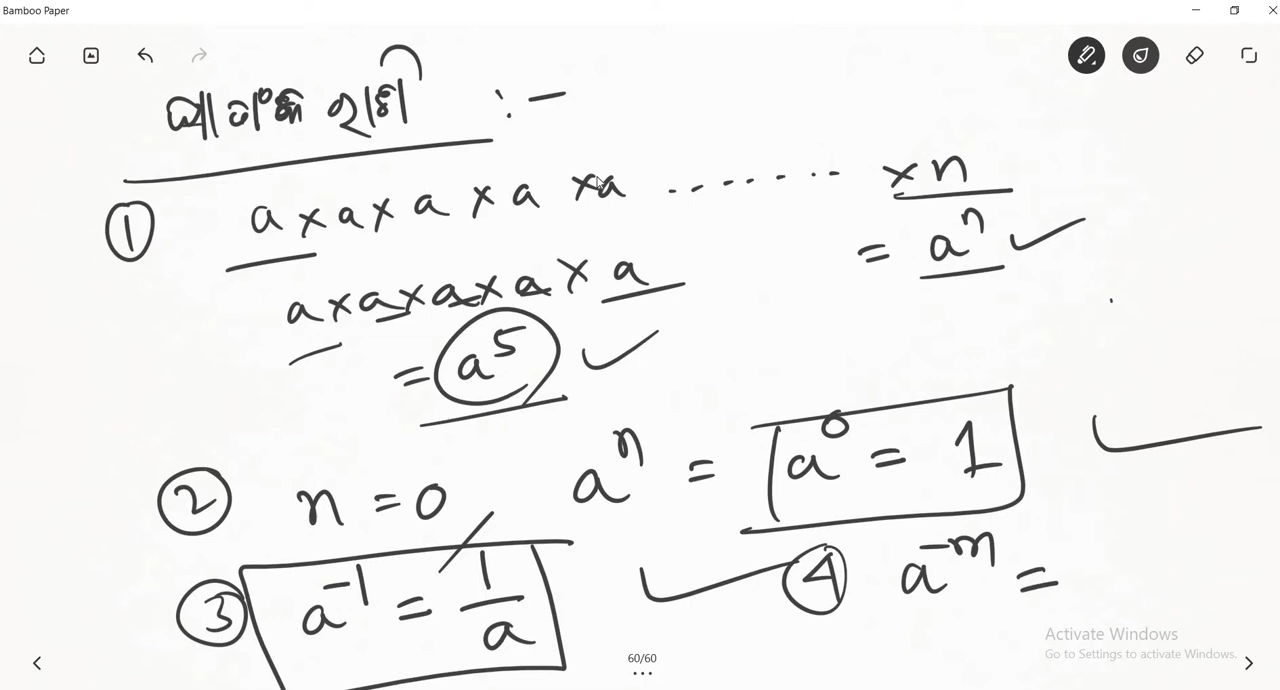 Bamboo Paper
:-
① a × a × a × a × a ........ × n
= aⁿ
a × a × a × a × a
= a⁵
② n = 0 aⁿ = a⁰ = 1
③ a⁻¹ = 1/a ④ a⁻ᵐ =
Activate Windows
Go to Settings to activate Windows.
60/60